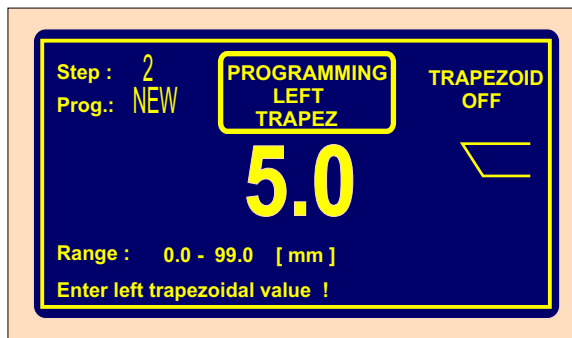 Step : 2
Prog.: NEW
PROGRAMMING
LEFT
TRAPEZ
TRAPEZOID
OFF
5.0
Range : 0.0 - 99.0 [ mm ]
Enter left trapezoidal value !